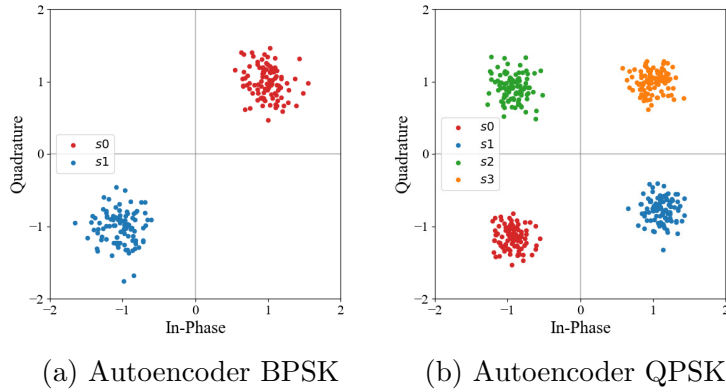 2
1
0
−1
−2
Quadrature
s0
s1
−2
−1
0
1
2
In-Phase
(a) Autoencoder BPSK
2
1
0
−1
−2
Quadrature
s0
s1
s2
s3
−2
−1
0
1
2
In-Phase
(b) Autoencoder QPSK